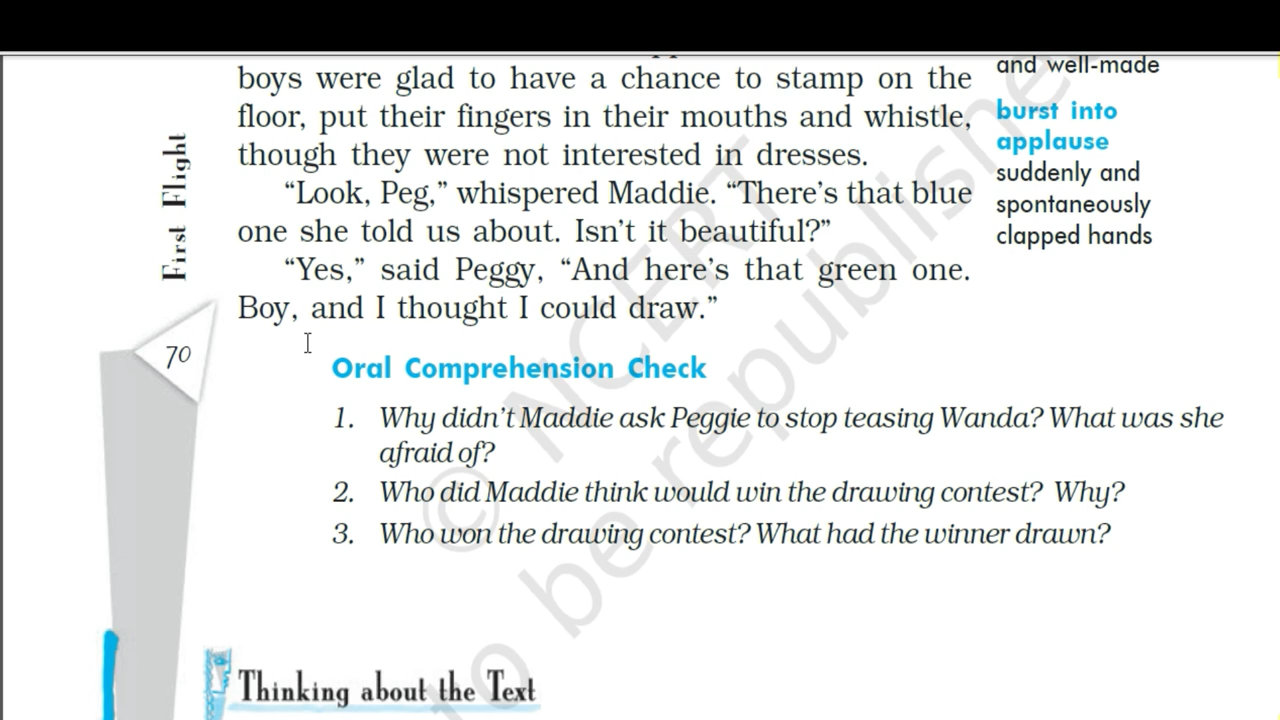 boys were glad to have a chance to stamp on the
floor, put their fingers in their mouths and whistle,
though they were not interested in dresses.
“Look, Peg,” whispered Maddie. “There’s that blue
one she told us about. Isn’t it beautiful?”
“Yes,” said Peggy, “And here’s that green one.
Boy, and I thought I could draw.”
and well-made
burst into
applause
suddenly and
spontaneously
clapped hands
First Flight
70
Oral Comprehension Check
1. Why didn’t Maddie ask Peggie to stop teasing Wanda? What was she
afraid of?
2. Who did Maddie think would win the drawing contest? Why?
3. Who won the drawing contest? What had the winner drawn?
Thinking about the Text
© NCERT
to be republishe